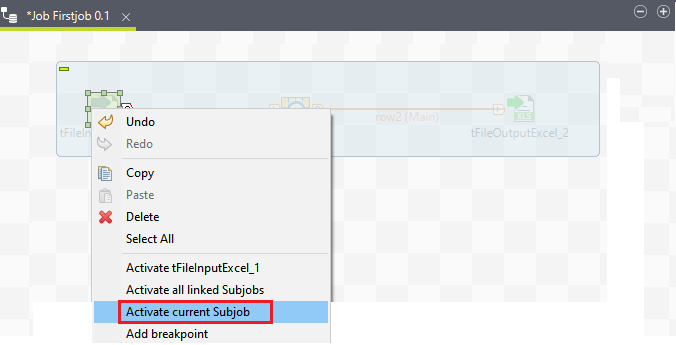 *Job Firstjob 0.1
tFileIn
row2 (Main)
XLS
tFileOutputExcel_2
Undo
Redo
Copy
Paste
Delete
Select All
Activate tFileInputExcel_1
Activate all linked Subjobs
Activate current Subjob
Add breakpoint